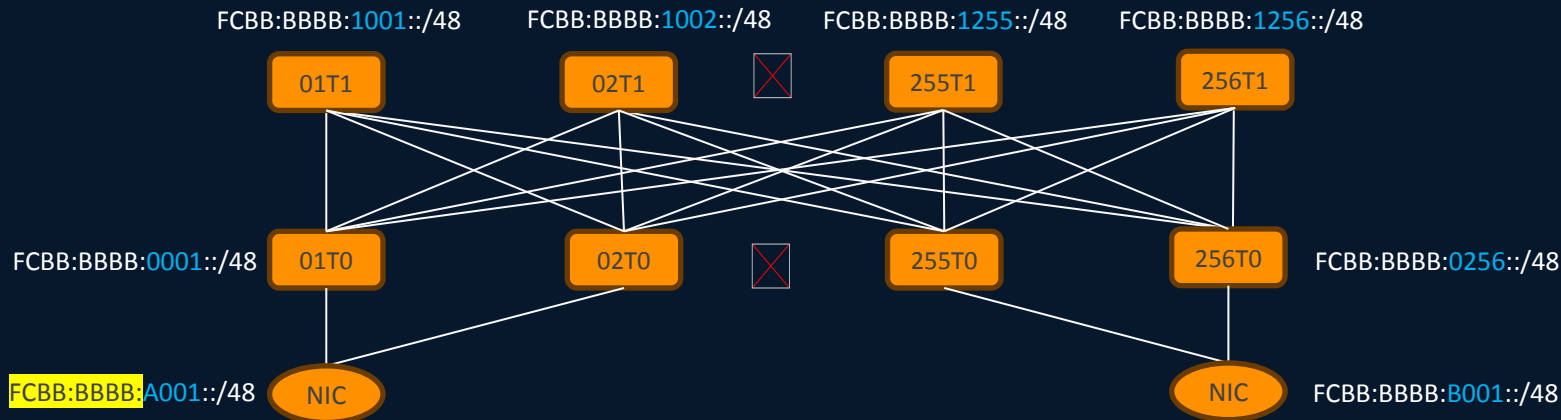 FCBB:BBBB:1001::/48 FCBB:BBBB:1002::/48 FCBB:BBBB:1255::/48 FCBB:BBBB:1256::/48
01T1 02T1 255T1 256T1
FCBB:BBBB:0001::/48 01T0 02T0 255T0 256T0 FCBB:BBBB:0256::/48
FCBB:BBBB:A001::/48 NIC NIC FCBB:BBBB:B001::/48